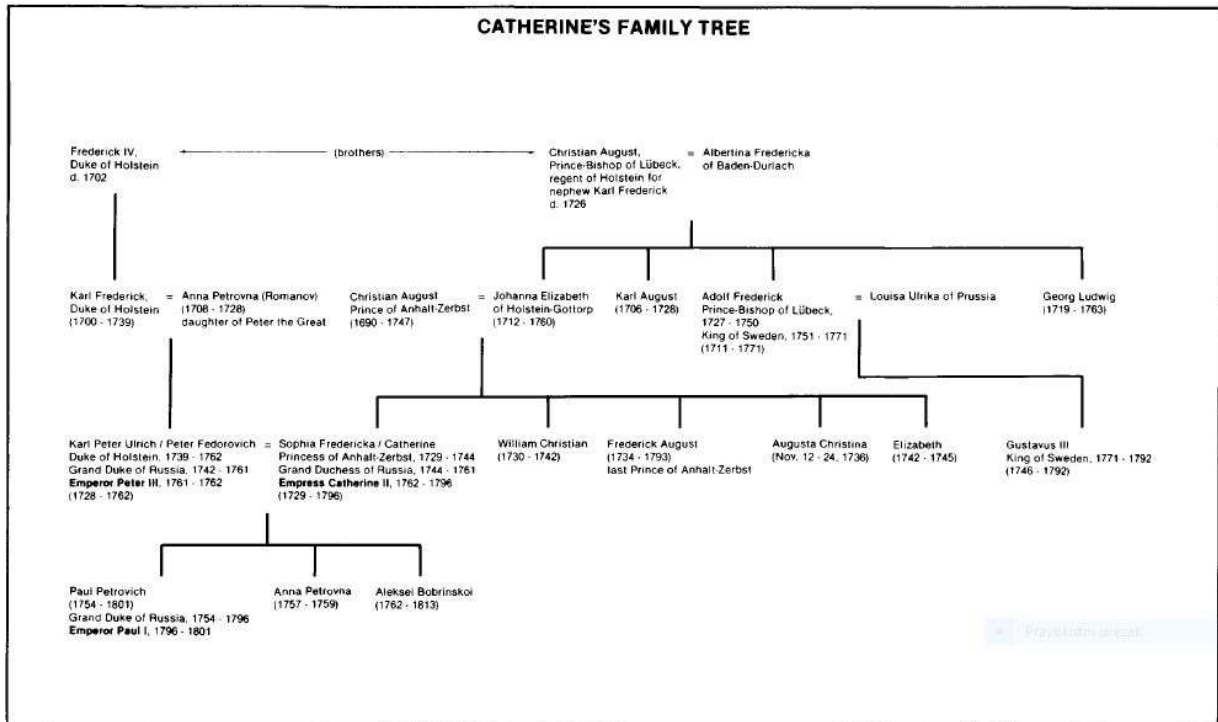 CATHERINE'S FAMILY TREE
Frederick IV,
Duke of Holstein
d. 1702
(brothers)
Christian August,
Prince-Bishop of Lübeck,
regent of Holstein for
nephew Karl Frederick
d. 1726
= Albertina Fredericka
of Baden-Durlach
Karl Frederick,
Duke of Holstein
(1700 - 1739)
= Anna Petrovna (Romanov)
(1708 - 1728)
daughter of Peter the Great
Christian August
Prince of Anhalt-Zerbst
(1690 - 1747)
= Johanna Elizabeth
of Holstein-Gottorp
(1712 - 1760)
Karl August
(1706 - 1728)
Adolf Frederick
Prince-Bishop of Lübeck,
1727 - 1750
King of Sweden, 1751 - 1771
(1711 - 1771)
= Louisa Ulrika of Prussia
Georg Ludwig
(1719 - 1763)
Karl Peter Ulrich / Peter Fedorovich
Duke of Holstein, 1739 - 1762
Grand Duke of Russia, 1742 - 1761
Emperor Peter III, 1761 - 1762
(1728 - 1762)
= Sophia Fredericka / Catherine
Princess of Anhalt-Zerbst, 1729 - 1744
Grand Duchess of Russia, 1744 - 1761
Empress Catherine II, 1762 - 1796
(1729 - 1796)
William Christian
(1730 - 1742)
Frederick August
(1734 - 1793)
last Prince of Anhalt-Zerbst
Augusta Christina
(Nov. 12 - 24, 1736)
Elizabeth
(1742 - 1745)
Gustavus III
King of Sweden, 1771 - 1792
(1746 - 1792)
Paul Petrovich
(1754 - 1801)
Grand Duke of Russia, 1754 - 1796
Emperor Paul I, 1796 - 1801
Anna Petrovna
(1757 - 1759)
Aleksei Bobrinskoi
(1762 - 1813)
Pravokutni izrezak